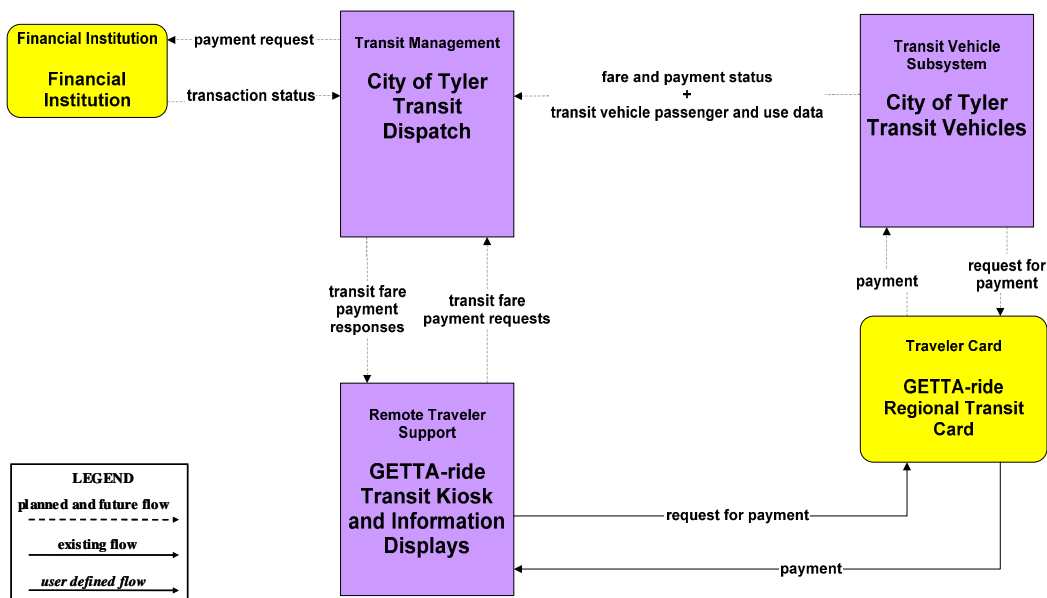 Financial Institution
Financial
Institution
payment request
transaction status
Transit Management
City of Tyler
Transit
Dispatch
fare and payment status
+
transit vehicle passenger and use data
Transit Vehicle
Subsystem
City of Tyler
Transit Vehicles
transit fare
payment
responses
transit fare
payment requests
payment
request for
payment
Traveler Card
GETTA-ride
Regional Transit
Card
Remote Traveler
Support
GETTA-ride
Transit Kiosk
and Information
Displays
request for payment
payment
LEGEND
planned and future flow
existing flow
user defined flow